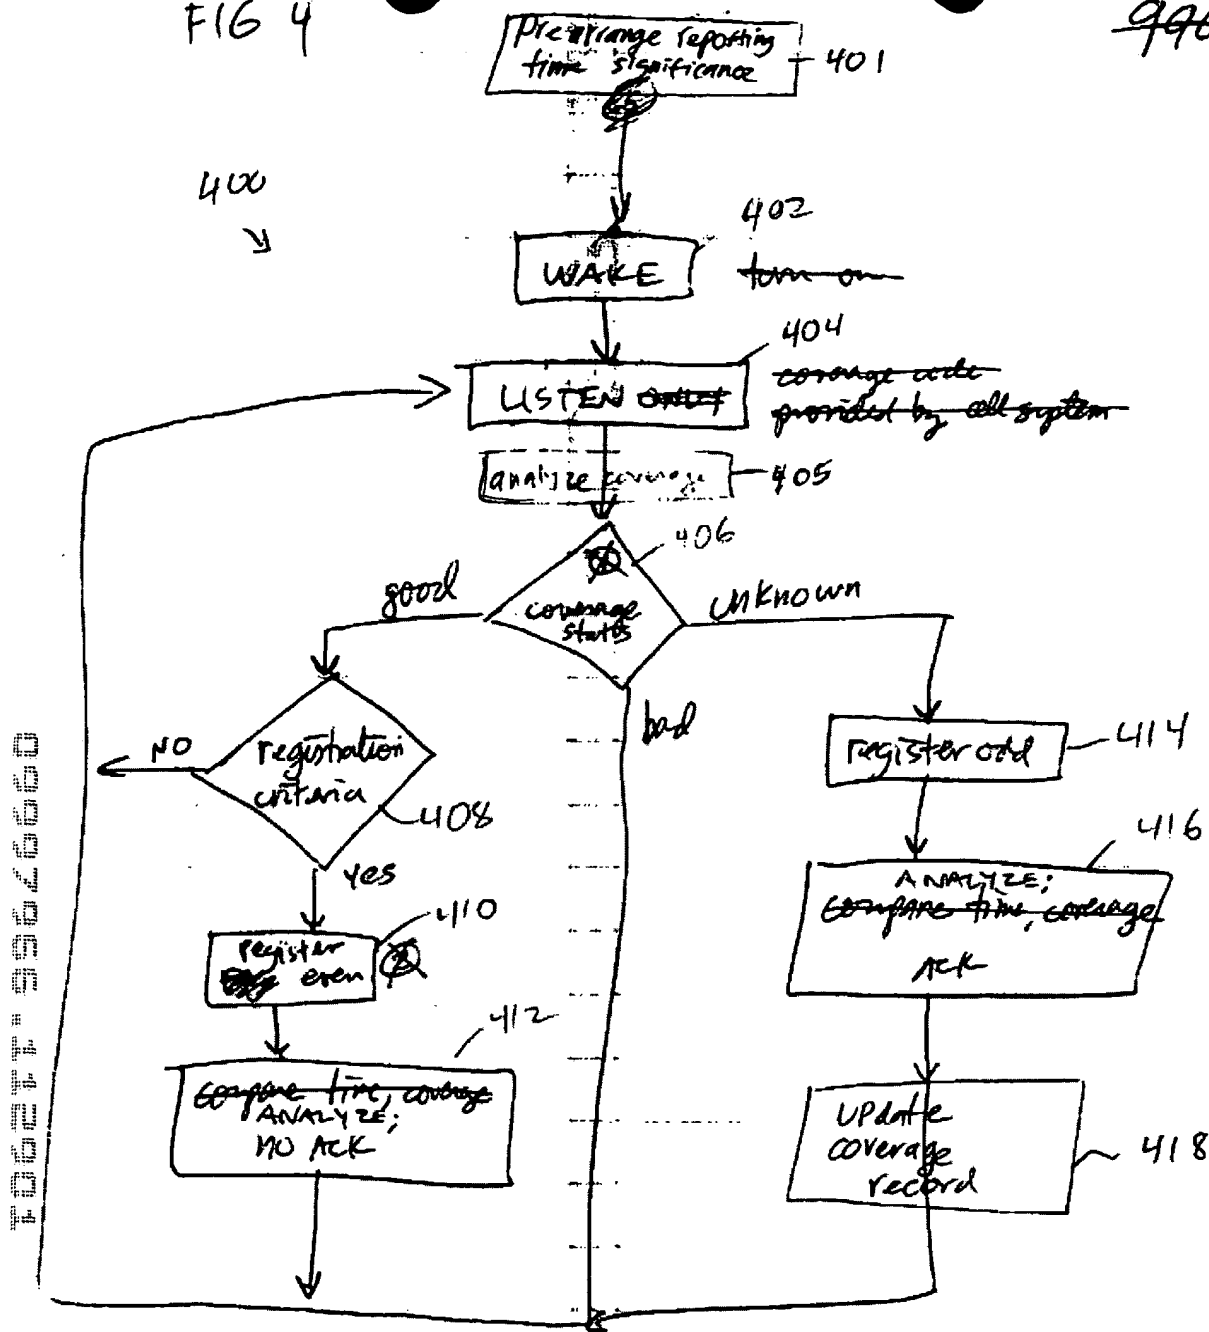 FIG 4
Prearrange reporting
time significance
401
400
402
WAKE
turn on
404
LISTEN
coverage code
provided by cell system
analyze coverage
405
406
good
coverage
status
unknown
bad
NO
registration
criteria
408
yes
register odd
414
416
ANALYZE;
compare time, coverage
ACK
410
register
even
412
compare time, coverage
ANALYZE;
NO ACK
update
coverage
record
418